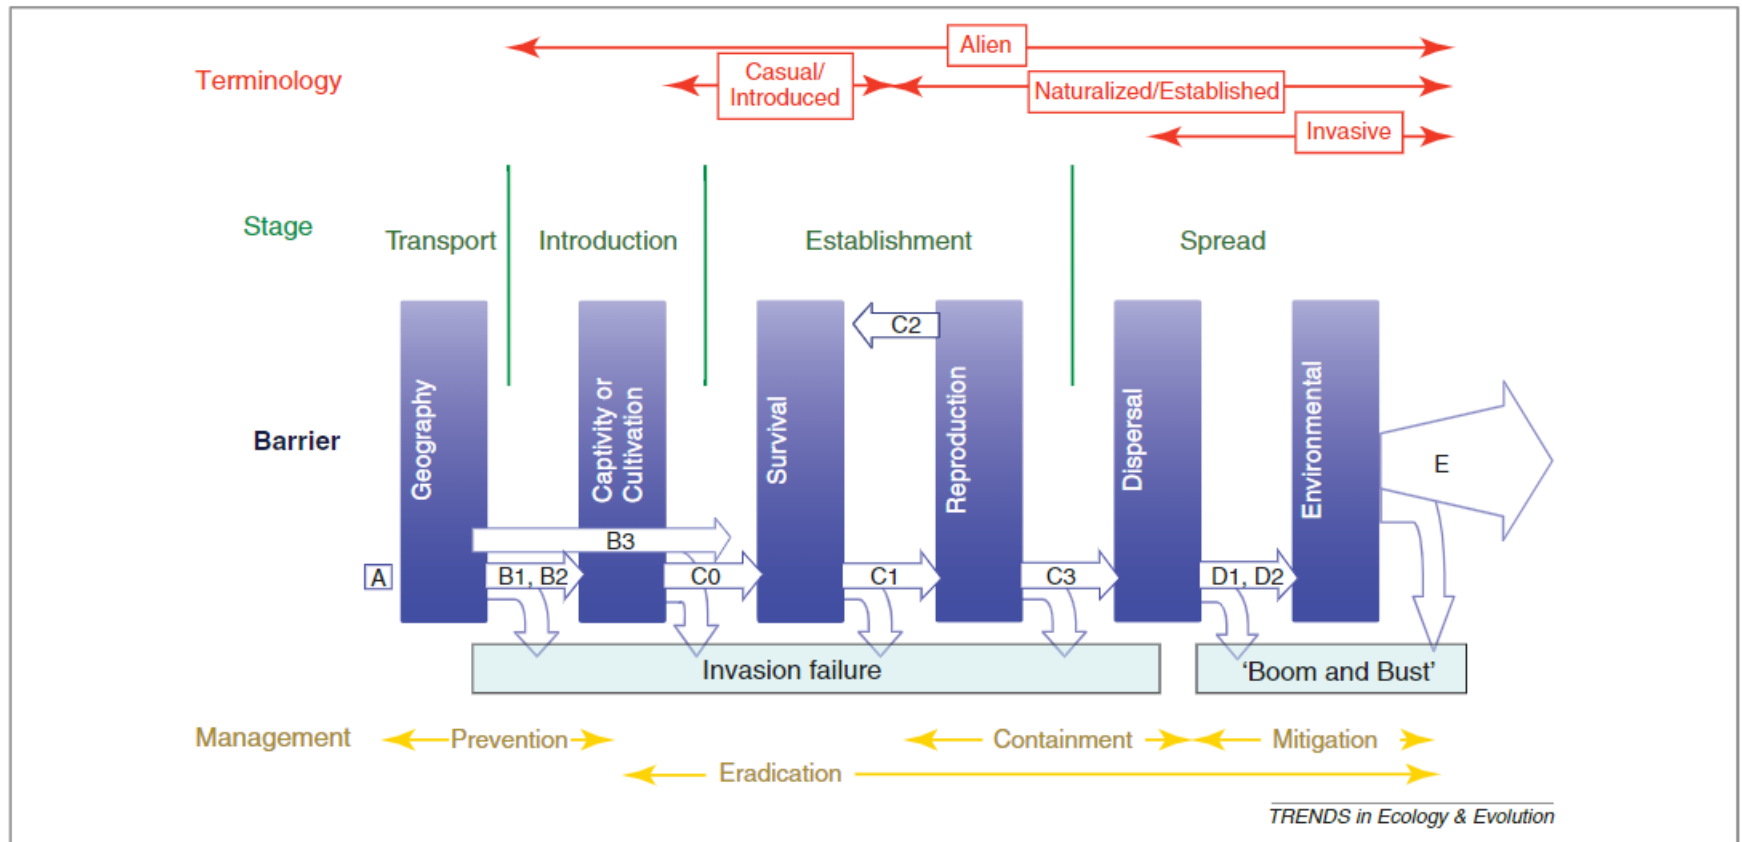 Alien
Terminology
Casual/
Introduced
Naturalized/Established
Invasive
Stage
Transport
Introduction
Establishment
Spread
Barrier
Geography
Captivity or
Cultivation
Survival
Reproduction
Dispersal
Environmental
C2
E
B3
A
B1, B2
C0
C1
C3
D1, D2
Invasion failure
‘Boom and Bust’
Management
Prevention
Containment
Mitigation
Eradication
TRENDS in Ecology & Evolution